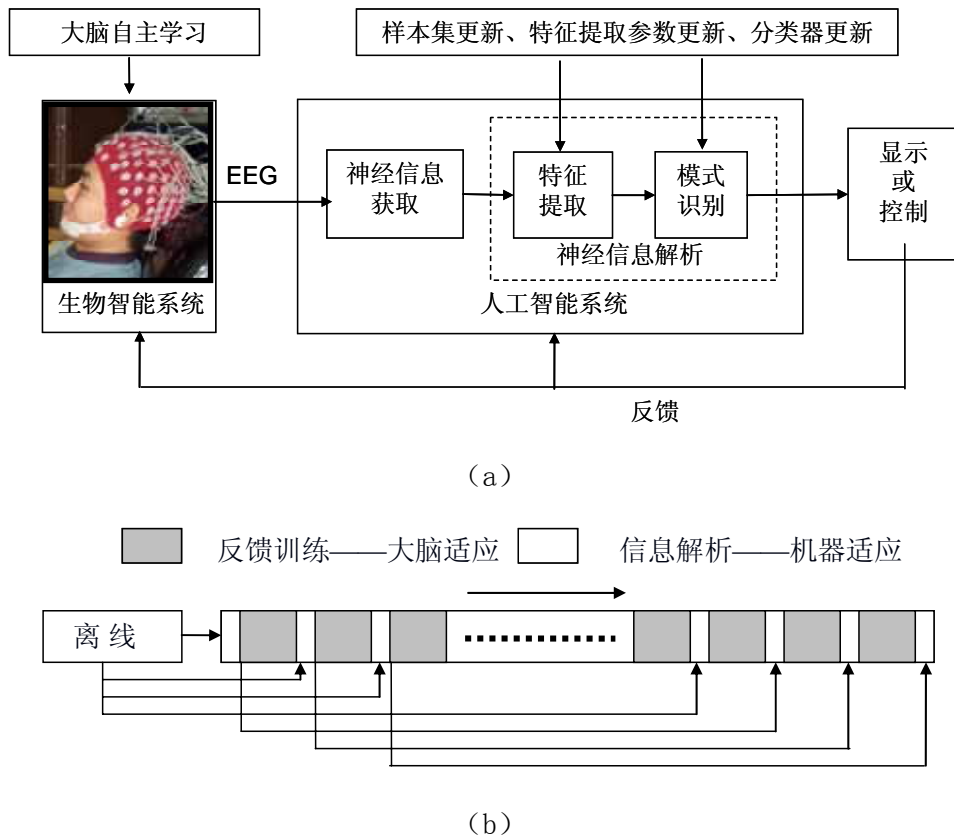 大脑自主学习
样本集更新、特征提取参数更新、分类器更新
EEG
神经信息
获取
特征
提取
模式
识别
显示
或
控制
神经信息解析
生物智能系统
人工智能系统
反馈
（a）
反馈训练——大脑适应
信息解析——机器适应
离 线
（b）